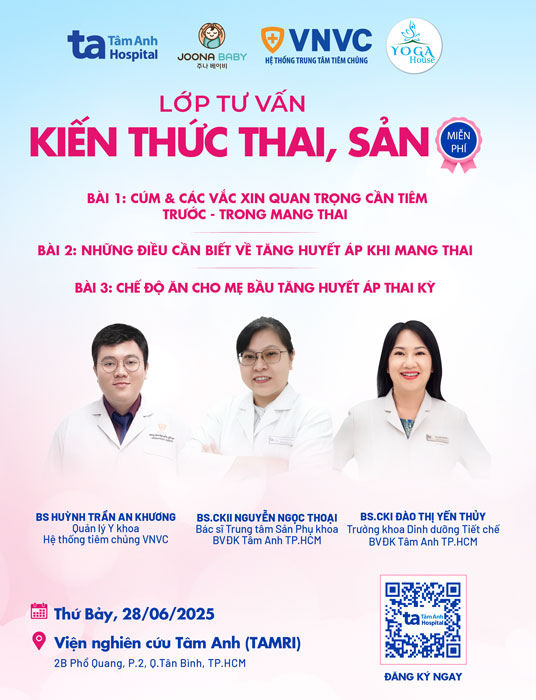 ta Tâm Anh
Hospital
JOONA BABY
주나 베이비
VNVC
HỆ THỐNG TRUNG TÂM TIÊM CHỦNG
YOGA
House
LỚP TƯ VẤN
KIẾN THỨC THAI, SẢN
MIỄN
PHÍ
BÀI 1: CÚM & CÁC VẮC XIN QUAN TRỌNG CẦN TIÊM
TRƯỚC - TRONG MANG THAI
BÀI 2: NHỮNG ĐIỀU CẦN BIẾT VỀ TĂNG HUYẾT ÁP KHI MANG THAI
BÀI 3: CHẾ ĐỘ ĂN CHO MẸ BẦU TĂNG HUYẾT ÁP THAI KỲ
BS HUỲNH TRẦN AN KHƯƠNG
Quản lý Y khoa
Hệ thống tiêm chủng VNVC
BS.CKII NGUYỄN NGỌC THOẠI
Bác sĩ Trung tâm Sản Phụ khoa
BVĐK Tâm Anh TP.HCM
BS.CKI ĐÀO THỊ YẾN THỦY
Trưởng khoa Dinh dưỡng Tiết chế
BVĐK Tâm Anh TP.HCM
Thứ Bảy, 28/06/2025
Viện nghiên cứu Tâm Anh (TAMRI)
2B Phổ Quang, P.2, Q.Tân Bình, TP.HCM
ta Tâm Anh
Hospital
ĐĂNG KÝ NGAY